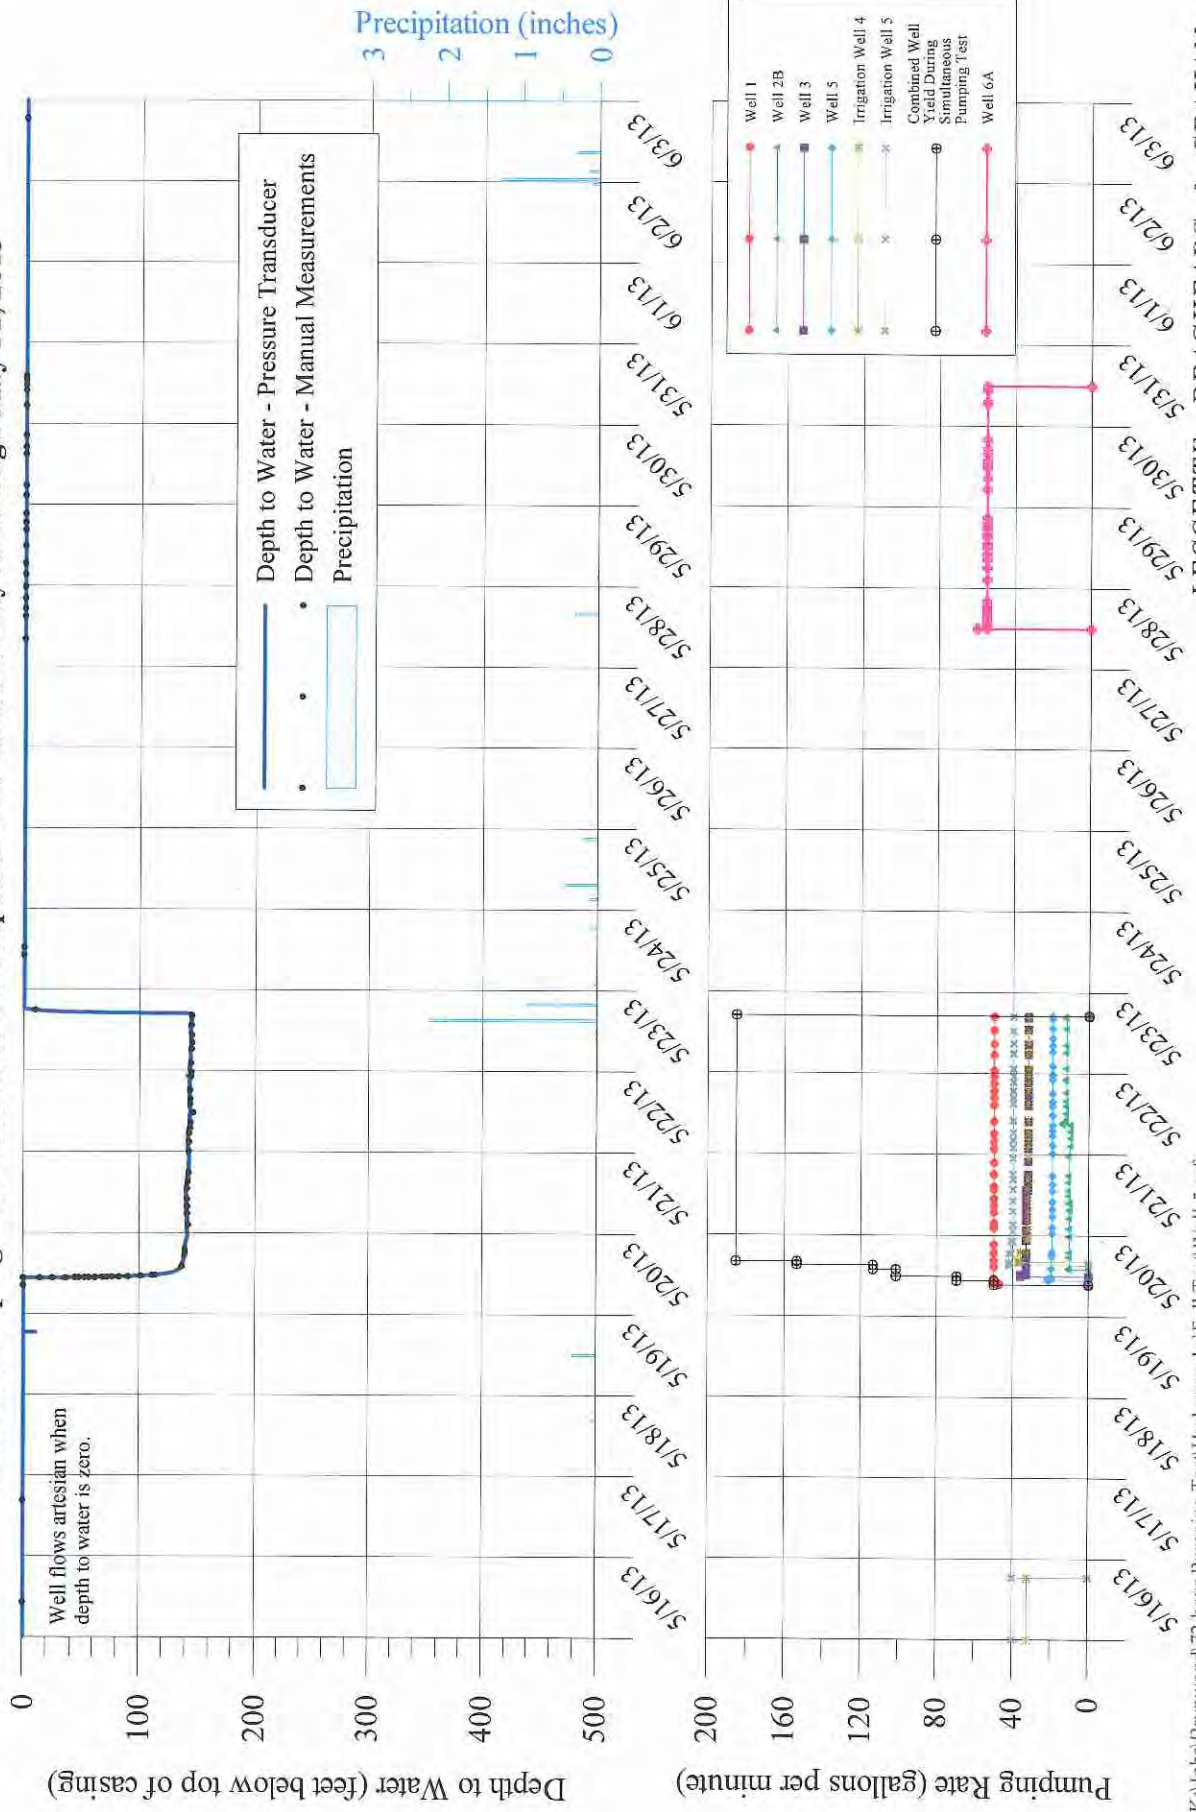 Precipitation (inches)
3
2
1
0
Depth to Water - Pressure Transducer
Depth to Water - Manual Measurements
Precipitation
Well flows artesian when
depth to water is zero.
Depth to Water (feet below top of casing)
0
100
200
300
400
500
5/16/13
5/17/13
5/18/13
5/19/13
5/20/13
5/21/13
5/22/13
5/23/13
5/24/13
5/25/13
5/26/13
5/27/13
5/28/13
5/29/13
5/30/13
5/31/13
6/1/13
6/2/13
6/3/13
Well 1
Well 2B
Well 3
Well 5
Irrigation Well 4
Irrigation Well 5
Combined Well
Yield During
Simultaneous
Pumping Test
Well 6A
Pumping Rate (gallons per minute)
200
160
120
80
40
0
5/16/13
5/17/13
5/18/13
5/19/13
5/20/13
5/21/13
5/22/13
5/23/13
5/24/13
5/25/13
5/26/13
5/27/13
5/28/13
5/29/13
5/30/13
5/31/13
6/1/13
6/2/13
6/3/13